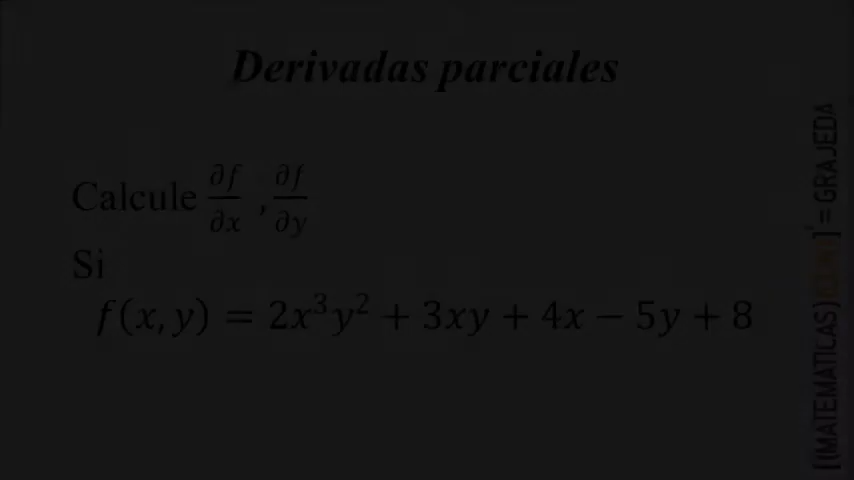 Derivadas parciales
Calcule ∂f/∂x , ∂f/∂y
Si
f(x, y) = 2x³y² + 3xy + 4x − 5y + 8
[(MATEMATICAS) ]' = GRAJEDA